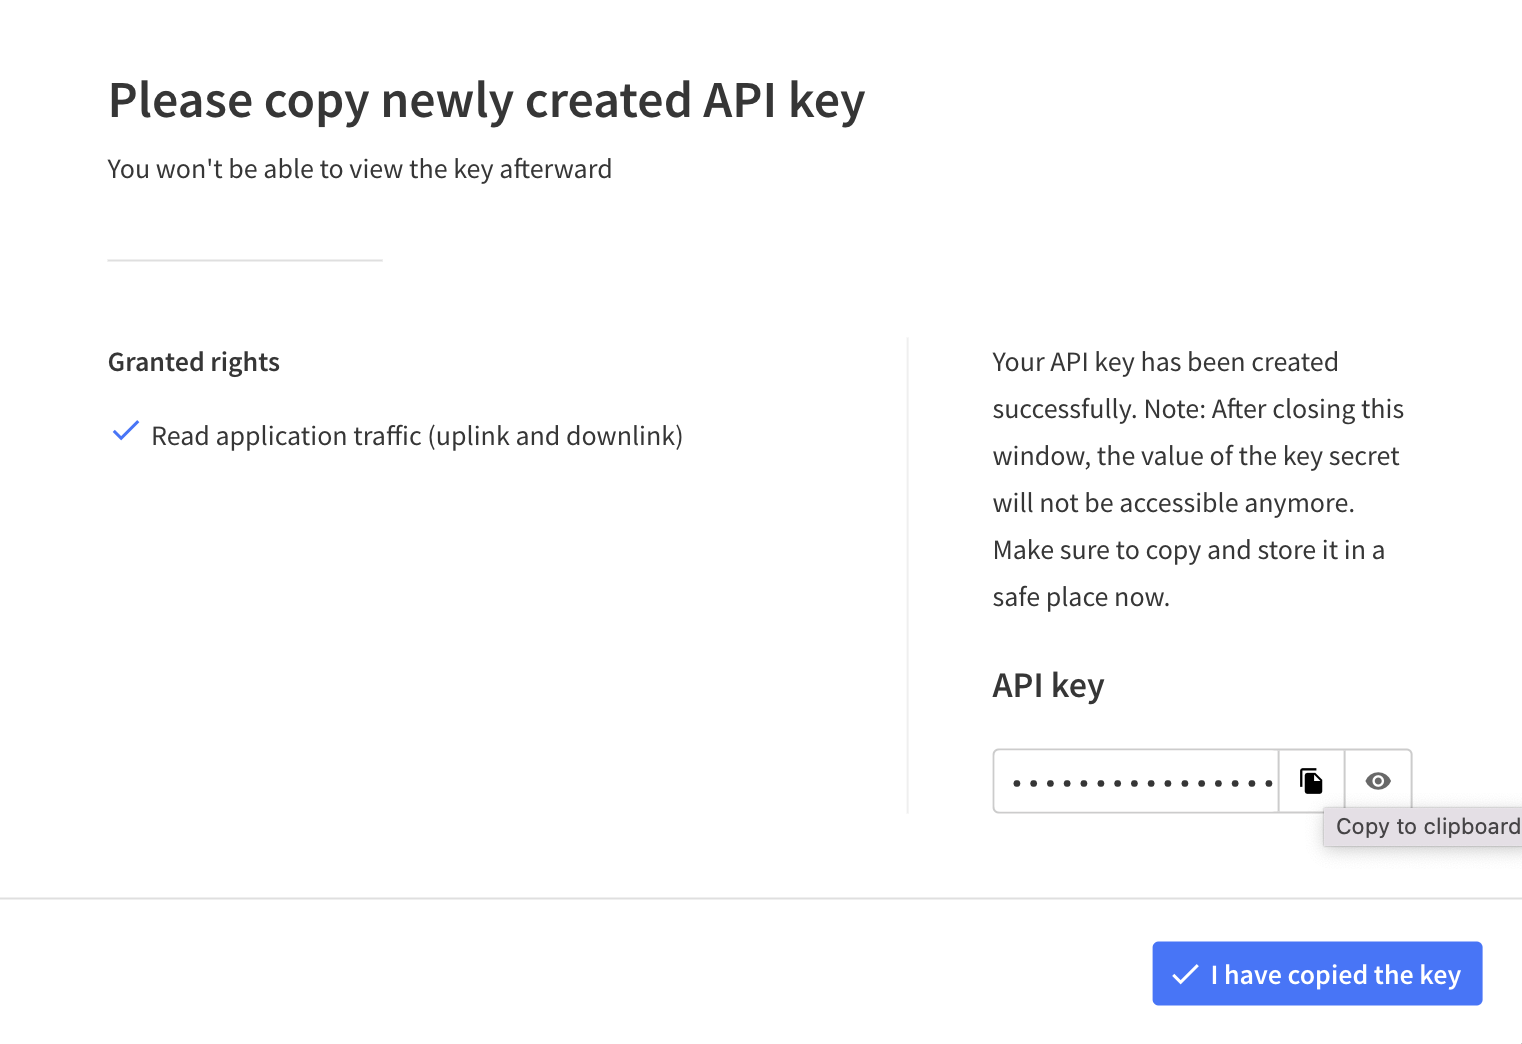 Please copy newly created API key
You won't be able to view the key afterward
Granted rights
Read application traffic (uplink and downlink)
Your API key has been created
successfully. Note: After closing this
window, the value of the key secret
will not be accessible anymore.
Make sure to copy and store it in a
safe place now.
API key
Copy to clipboard
I have copied the key